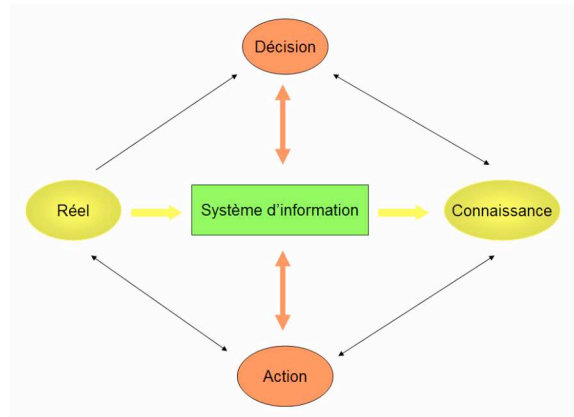 Décision
Réel
Système d'information
Connaissance
Action